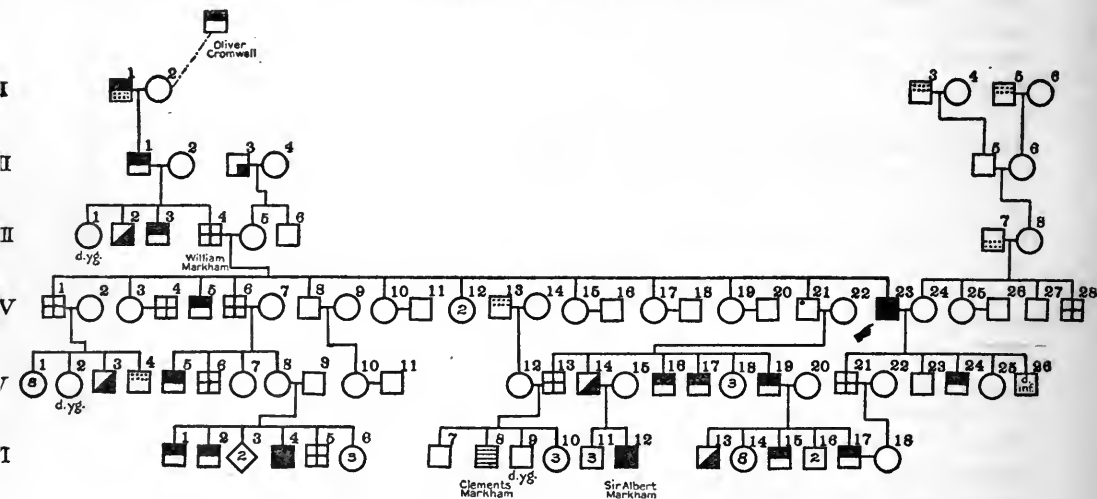 Oliver
Cromwell
I 1 2 3 4 5 6
II 1 2 3 4 5 6
II 1 2 3 4 5 6 7 8
d.yg.
William
Markham
V 1 2 3 4 5 6 7 8 9 10 11 12 13 14 15 16 17 18 19 20 21 22 23 24 25 26 27 28
2
V 1 2 3 4 5 6 7 8 9 10 11 12 13 14 15 16 17 18 19 20 21 22 23 24 25 26
6 3 d. inf.
d.yg.
I 1 2 3 4 5 6 7 8 9 10 11 12 13 14 15 16 17 18
2 3 3 3 6 2
d.yg.
Clements
Markham
Sir Albert
Markham